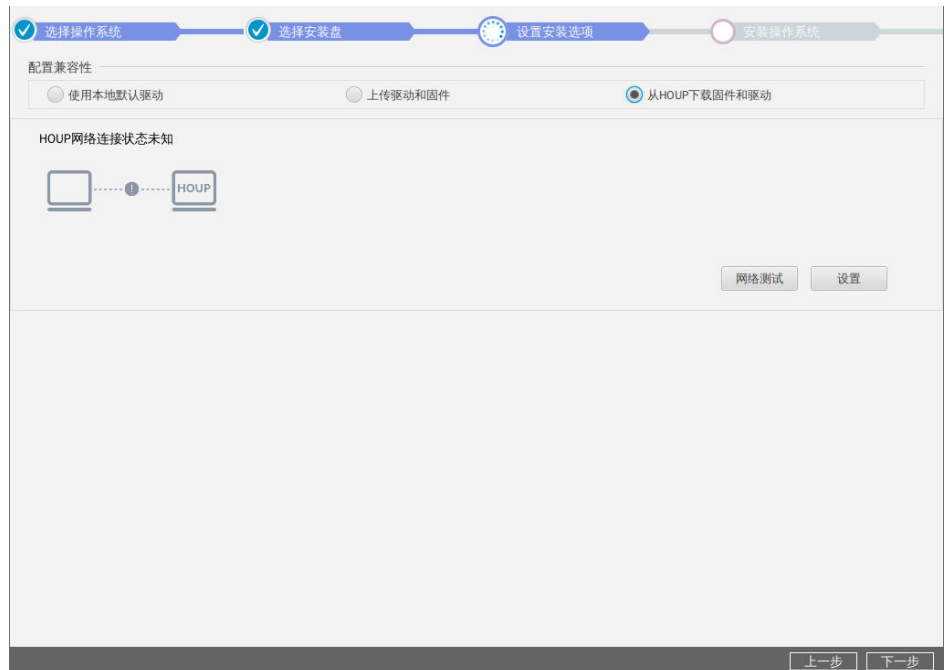 选择操作系统 选择安装盘 设置安装选项 安装操作系统
配置兼容性
使用本地默认驱动 上传驱动和固件 从HOUP下载固件和驱动
HOUP网络连接状态未知
! HOUP
网络测试 设置
上一步 下一步